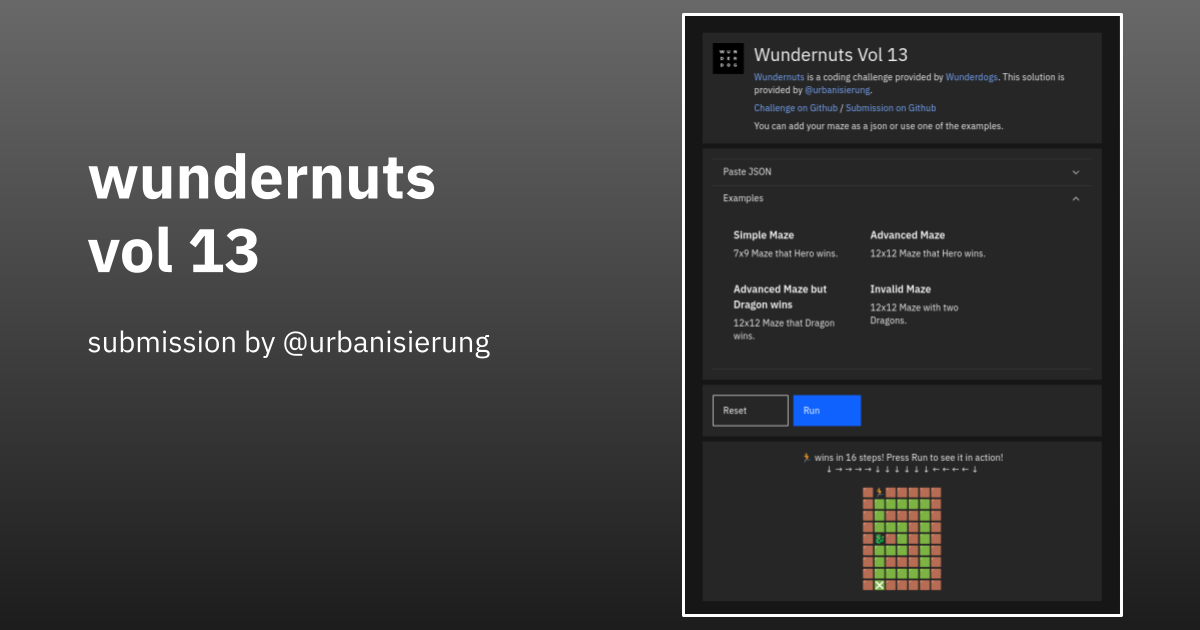 wundernuts
vol 13
submission by @urbanisierung
WUN
DER
DOG
Wundernuts Vol 13
Wundernuts is a coding challenge provided by Wunderdogs. This solution is
provided by @urbanisierung.
Challenge on Github / Submission on Github
You can add your maze as a json or use one of the examples.
Paste JSON
Examples
Simple Maze
7x9 Maze that Hero wins.
Advanced Maze
12x12 Maze that Hero wins.
Advanced Maze but
Dragon wins
12x12 Maze that Dragon
wins.
Invalid Maze
12x12 Maze with two
Dragons.
Reset
Run
🏃 wins in 16 steps! Press Run to see it in action!
↓ → → → → ↓ ↓ ↓ ↓ ↓ ↓ ← ← ← ← ↓